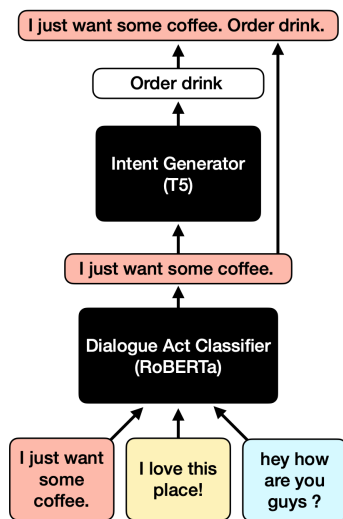 I just want some coffee. Order drink.
Order drink
Intent Generator
(T5)
I just want some coffee.
Dialogue Act Classifier
(RoBERTa)
I just want
some
coffee.
I love this
place!
hey how
are you
guys ?